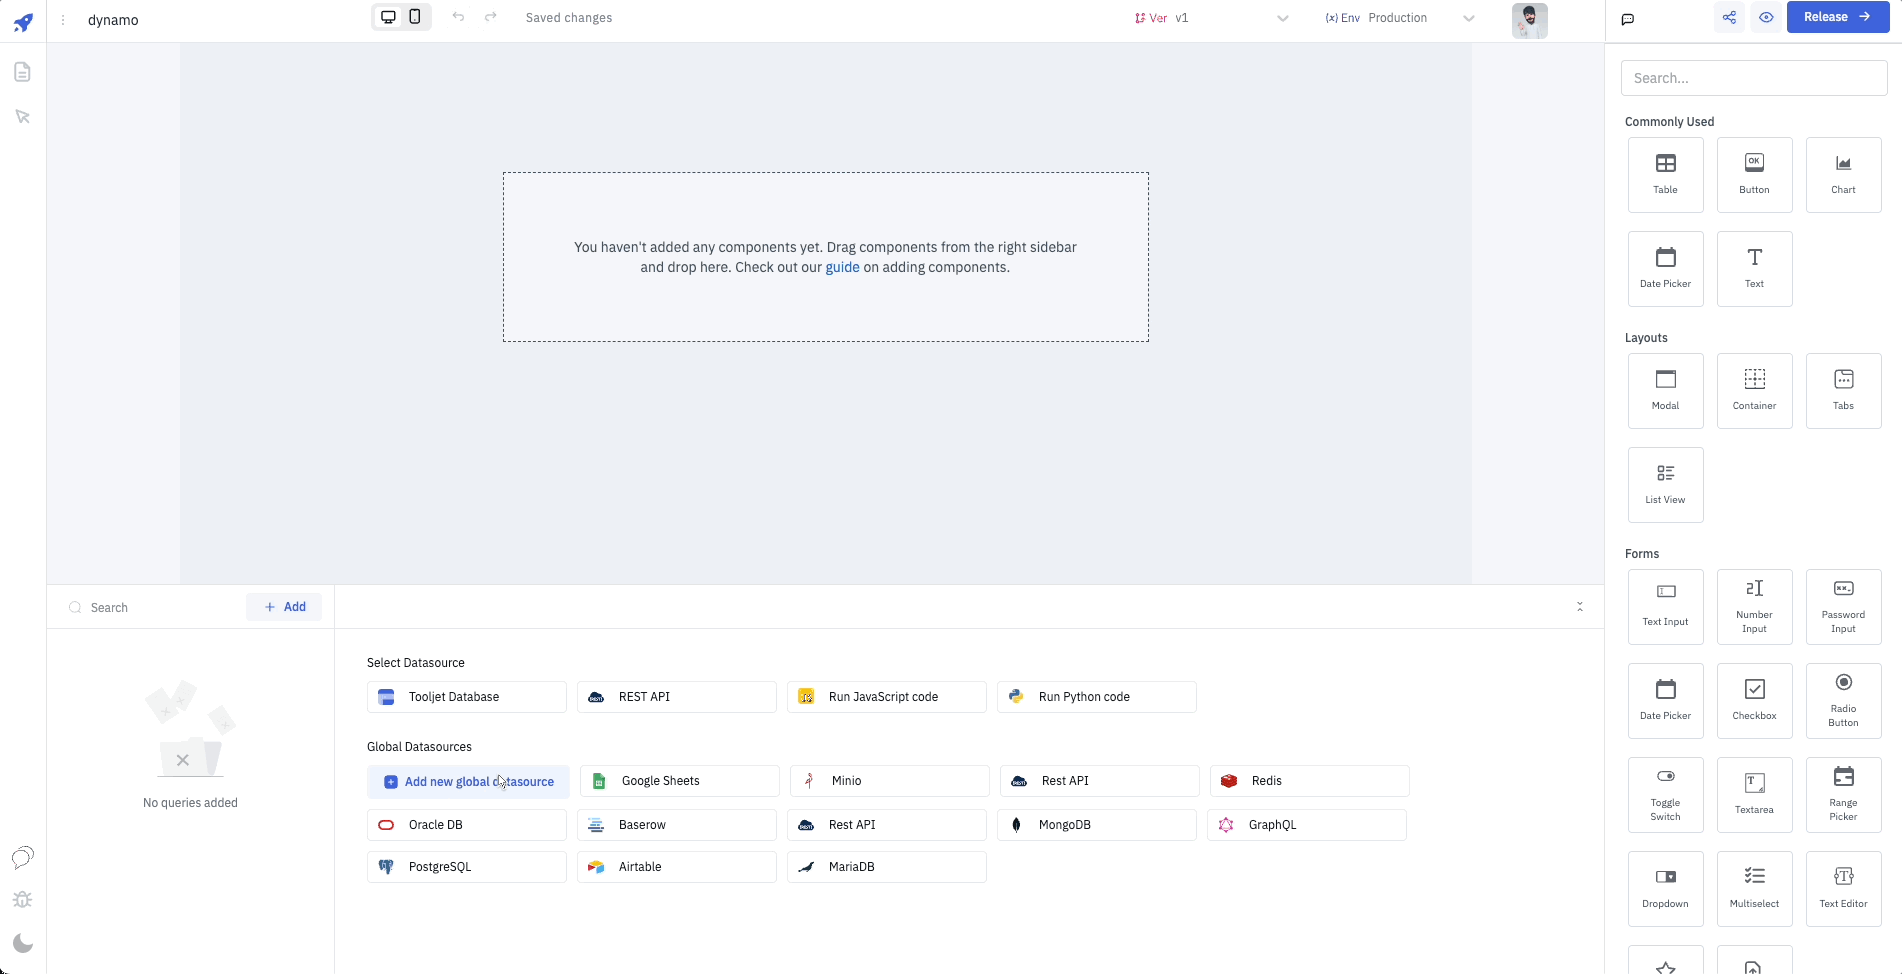 dynamo
Saved changes
Ver v1
(x) Env Production
Release
Search...
Commonly Used
Table
Button
Chart
Date Picker
Text
Layouts
Modal
Container
Tabs
List View
Forms
Text Input
Number
Input
Password
Input
Date Picker
Checkbox
Radio
Button
Toggle
Switch
Textarea
Range
Picker
Dropdown
Multiselect
Text Editor
You haven't added any components yet. Drag components from the right sidebar
and drop here. Check out our guide on adding components.
Search
+ Add
No queries added
Select Datasource
Tooljet Database
REST API
Run JavaScript code
Run Python code
Global Datasources
Add new global datasource
Google Sheets
Minio
Rest API
Redis
Oracle DB
Baserow
Rest API
MongoDB
GraphQL
PostgreSQL
Airtable
MariaDB